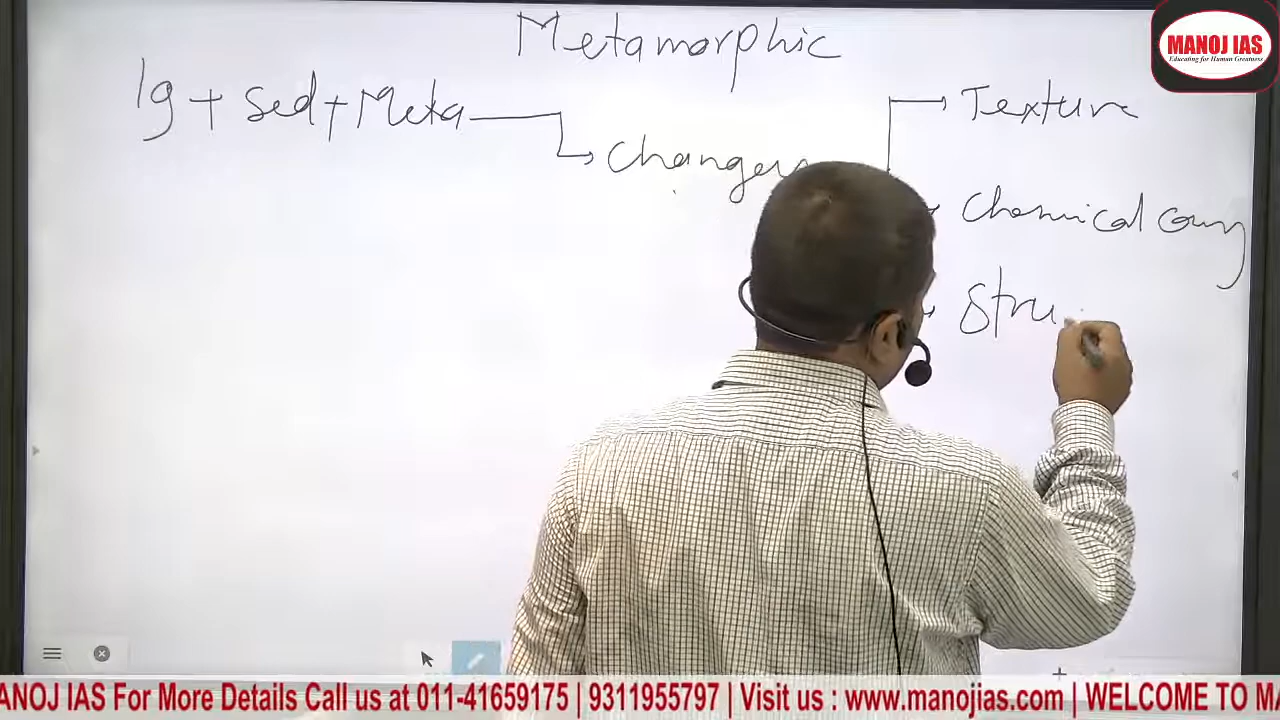 Metamorphic
Ig + Sed + Meta
Changes
Texture
Chemical
Stru
MANOJ IAS
Educating for Human Greatness
ANOJ IAS For More Details Call us at 011-41659175 | 9311955797 | Visit us : www.manojias.com | WELCOME TO MA